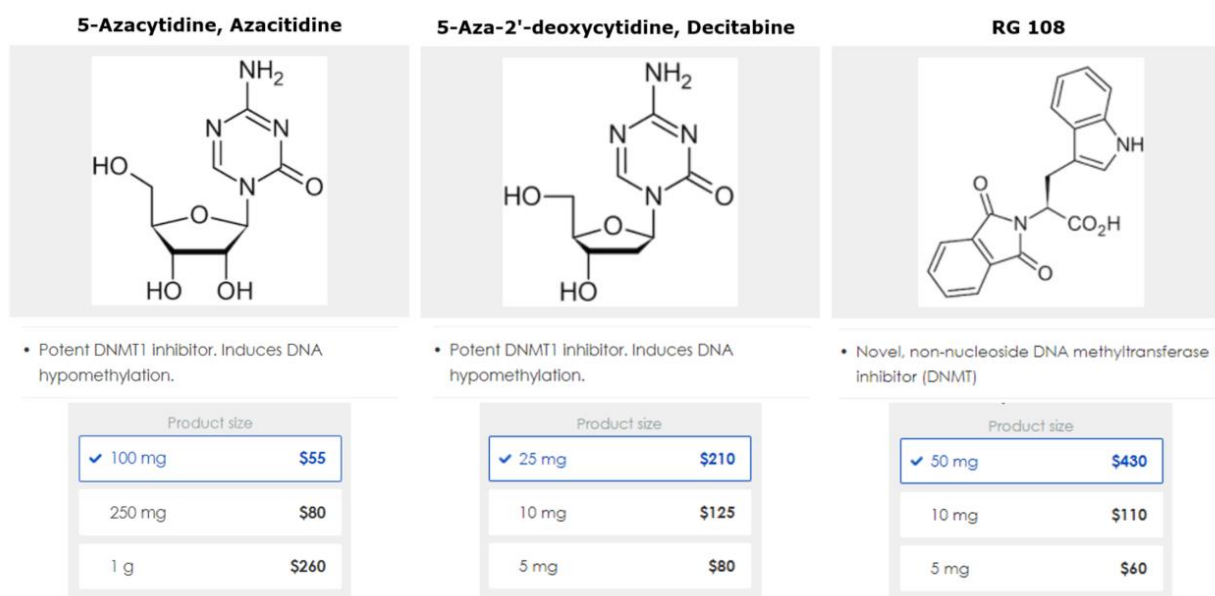 5-Azacytidine, Azacitidine
NH₂
N
N
HO
N
O
O
HO OH
• Potent DNMT1 inhibitor. Induces DNA
hypomethylation.
Product size
✓ 100 mg $55
250 mg $80
1 g $260
5-Aza-2'-deoxycytidine, Decitabine
NH₂
N
N
HO
N
O
O
HO
• Potent DNMT1 inhibitor. Induces DNA
hypomethylation.
Product size
✓ 25 mg $210
10 mg $125
5 mg $80
RG 108
NH
O
N
CO₂H
O
• Novel, non-nucleoside DNA methyltransferase
inhibitor (DNMT)
Product size
✓ 50 mg $430
10 mg $110
5 mg $60